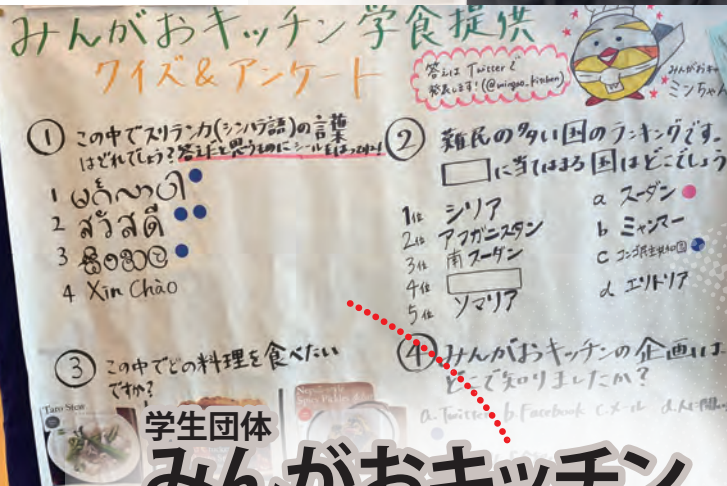 みんがおキッチン学食提供
クイズ&アンケート
答えは Twitterで
発表します!(@mingao_kitchen)
みんがおキッチン
ミンちゃん
① この中でスリランカ(シンハラ語)の言葉
はどれでしょう?答えだと思うものにシールをはってね!
1
2 สวัสดี
3
4 Xin Chào
② 難民の多い国のランキングです。
□に当てはまる国はどこでしょう
1位 シリア
2位 アフガニスタン
3位 南スーダン
4位
5位 ソマリア
a スーダン
b ミャンマー
c コンゴ民主共和国
d エリトリア
③ この中でどの料理を食べたい
ですか?
Taro Stew
④ みんがおキッチンの企画は
どこで知りましたか?
a. Twitter b. Facebook c. メール d. 人に聞い
学生団体
みんがおキッチン